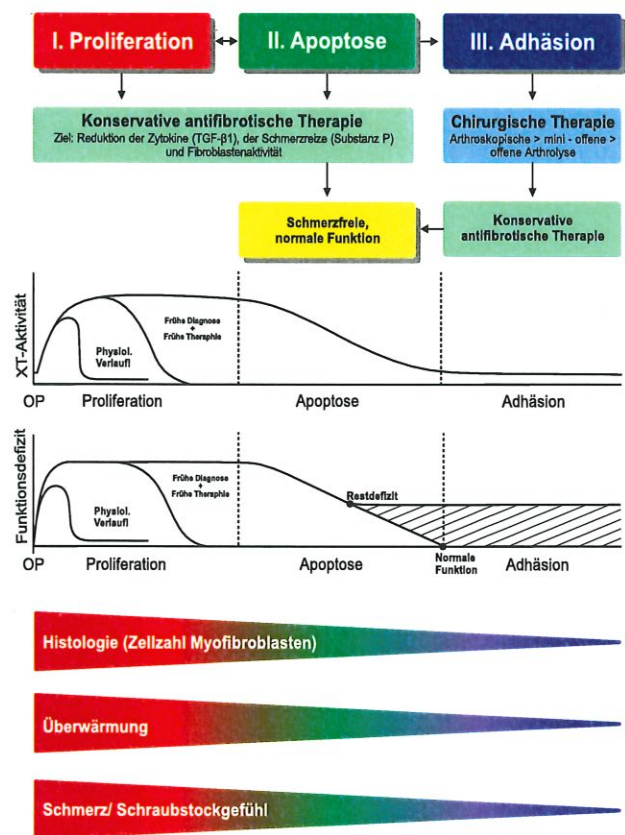 I. Proliferation
II. Apoptose
III. Adhäsion
Konservative antifibrotische Therapie
Ziel: Reduktion der Zytokine (TGF-β1), der Schmerzreize (Substanz P)
und Fibroblastenaktivität
Chirurgische Therapie
Arthroskopische > mini - offene >
offene Arthrolyse
Schmerzfreie,
normale Funktion
Konservative
antifibrotische Therapie
XT-Aktivität
Frühe Diagnose
+
Frühe Theraphie
Physiol.
Verlaufl
OP
Proliferation
Apoptose
Adhäsion
Funktionsdefizit
Frühe Diagnose
+
Frühe Theraphie
Physiol.
Verlaufl
Restdefizit
OP
Proliferation
Apoptose
Normale
Funktion
Adhäsion
Histologie (Zellzahl Myofibroblasten)
Überwärmung
Schmerz/ Schraubstockgefühl